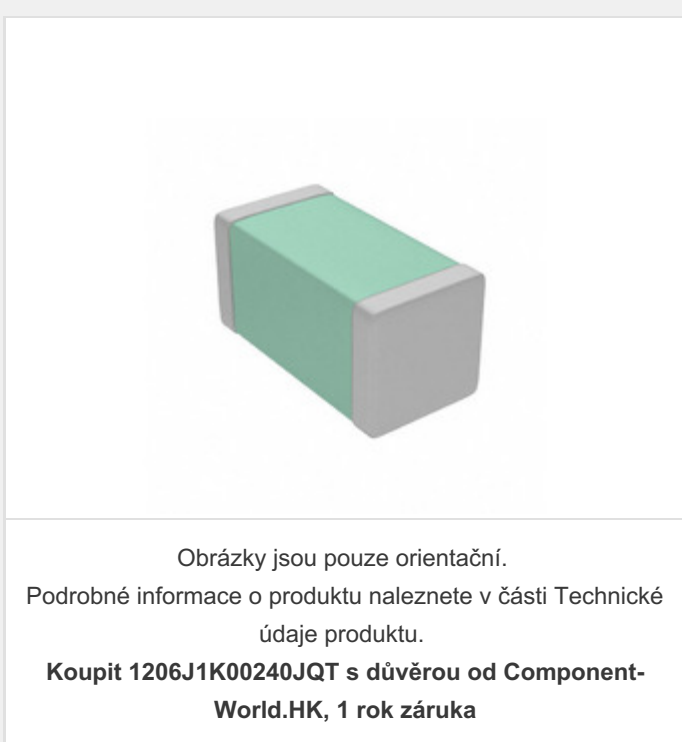 Obrázky jsou pouze orientační.
Podrobné informace o produktu naleznete v části Technické
údaje produktu.
Koupit 1206J1K00240JQT s důvěrou od Component-
World.HK, 1 rok záruka